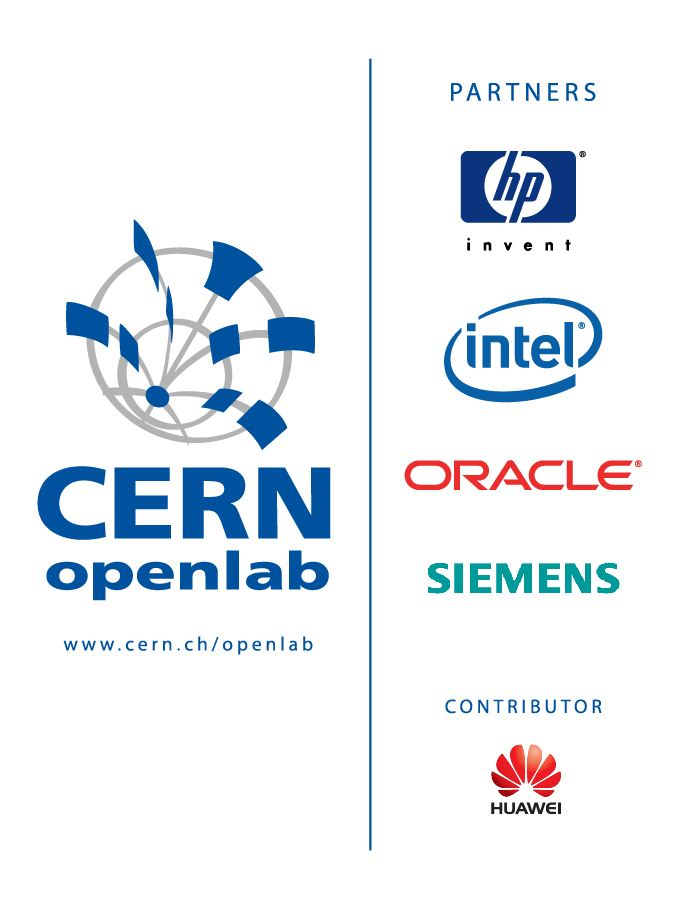 CERN
openlab
www.cern.ch/openlab
PARTNERS
hp®
invent
intel®
ORACLE®
SIEMENS
CONTRIBUTOR
HUAWEI